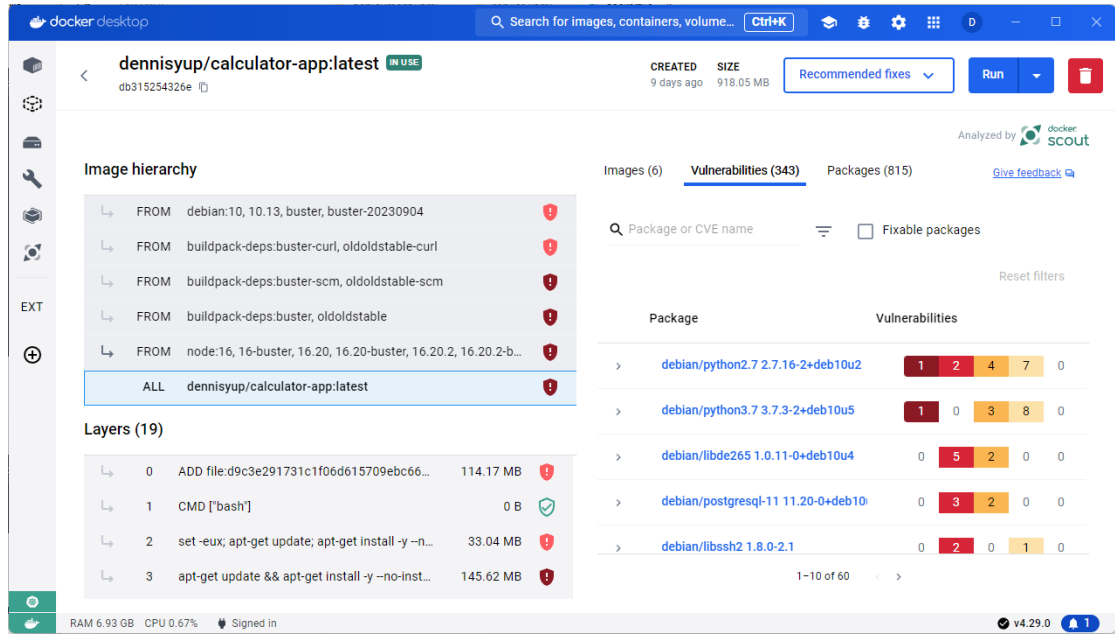 docker desktop
Search for images, containers, volume... Ctrl+K
D
dennisyup/calculator-app:latest IN USE
db315254326e
CREATED SIZE
9 days ago 918.05 MB
Recommended fixes
Run
Analyzed by docker scout
Image hierarchy
FROM debian:10, 10.13, buster, buster-20230904
FROM buildpack-deps:buster-curl, oldoldstable-curl
FROM buildpack-deps:buster-scm, oldoldstable-scm
FROM buildpack-deps:buster, oldoldstable
FROM node:16, 16-buster, 16.20, 16.20-buster, 16.20.2, 16.20.2-b...
ALL dennisyup/calculator-app:latest
Layers (19)
0 ADD file:d9c3e291731c1f06d615709ebc66... 114.17 MB
1 CMD ["bash"] 0 B
2 set -eux; apt-get update; apt-get install -y --n... 33.04 MB
3 apt-get update && apt-get install -y --no-inst... 145.62 MB
Images (6) Vulnerabilities (343) Packages (815) Give feedback
Package or CVE name
Fixable packages
Reset filters
Package Vulnerabilities
debian/python2.7 2.7.16-2+deb10u2 1 2 4 7 0
debian/python3.7 3.7.3-2+deb10u5 1 0 3 8 0
debian/libde265 1.0.11-0+deb10u4 0 5 2 0 0
debian/postgresql-11 11.20-0+deb10 0 3 2 0 0
debian/libssh2 1.8.0-2.1 0 2 0 1 0
1–10 of 60
EXT
RAM 6.93 GB CPU 0.67% Signed in
v4.29.0 1